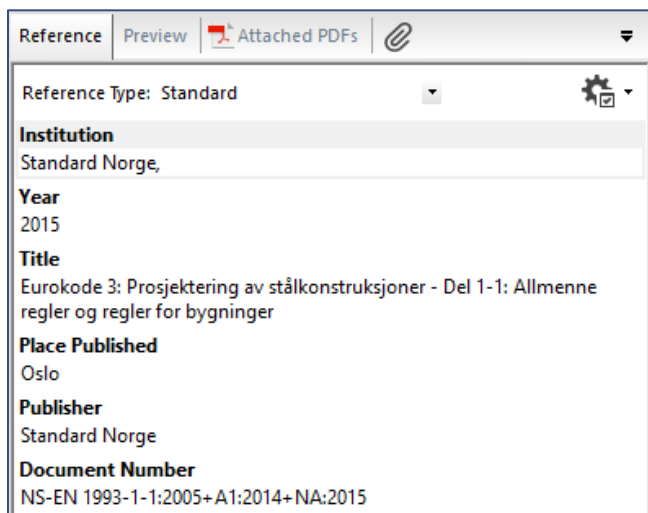 Reference Preview Attached PDFs
Reference Type: Standard
Institution
Standard Norge,
Year
2015
Title
Eurokode 3: Prosjektering av stålkonstruksjoner - Del 1-1: Allmenne
regler og regler for bygninger
Place Published
Oslo
Publisher
Standard Norge
Document Number
NS-EN 1993-1-1:2005+A1:2014+NA:2015